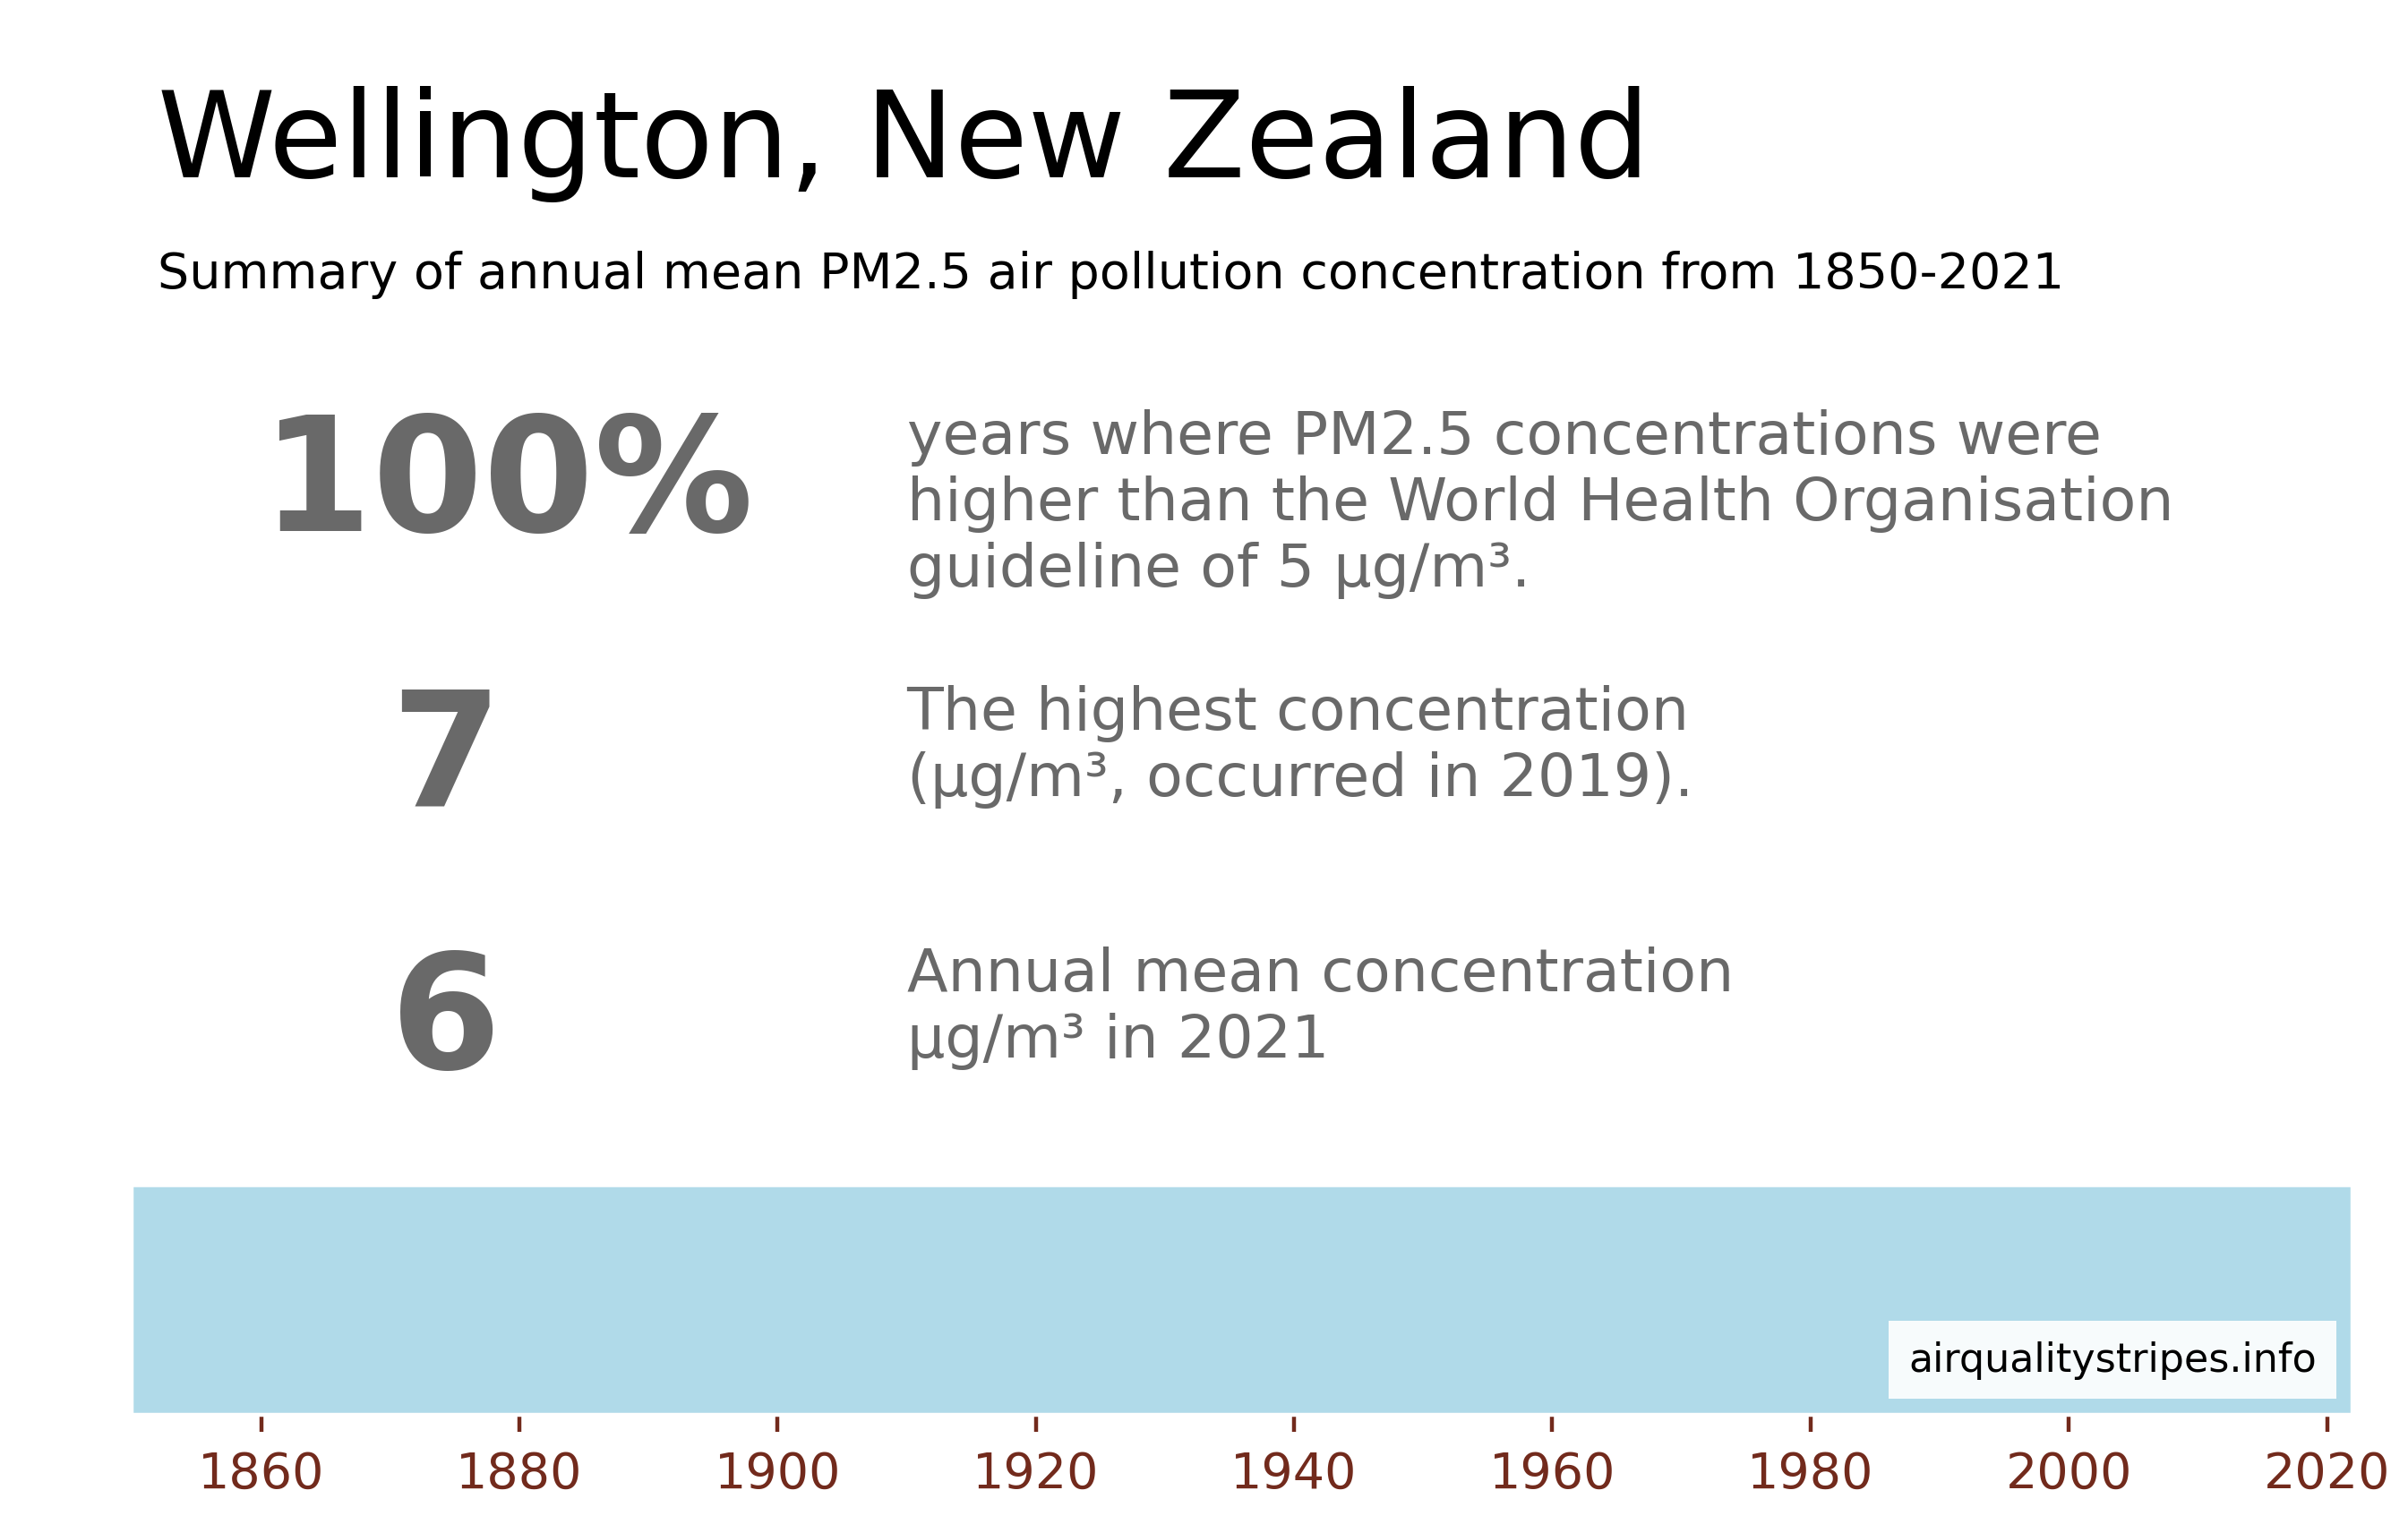 Wellington, New Zealand
Summary of annual mean PM2.5 air pollution concentration from 1850-2021
100%
years where PM2.5 concentrations were
higher than the World Health Organisation
guideline of 5 µg/m³.
7
The highest concentration
(µg/m³, occurred in 2019).
6
Annual mean concentration
µg/m³ in 2021
airqualitystripes.info
1860 1880 1900 1920 1940 1960 1980 2000 2020